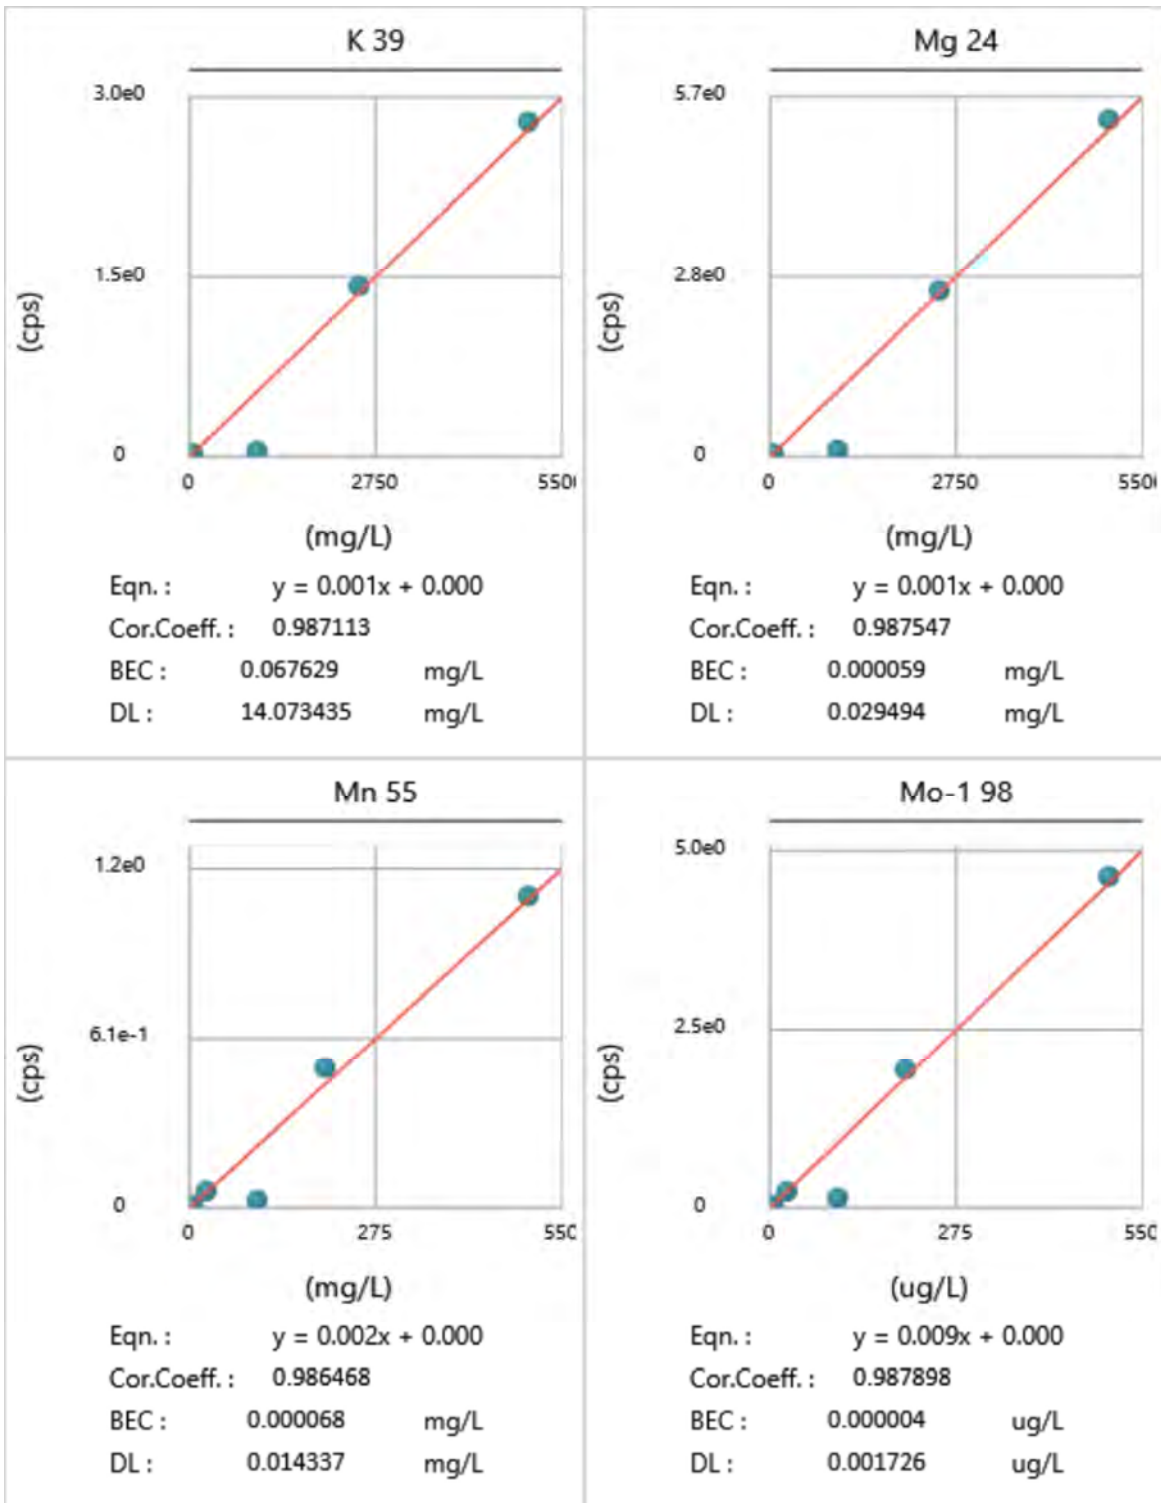 K 39
3.0e0
1.5e0
0
(cps)
0 2750 550
(mg/L)
Eqn. : y = 0.001x + 0.000
Cor.Coeff. : 0.987113
BEC : 0.067629 mg/L
DL : 14.073435 mg/L
Mg 24
5.7e0
2.8e0
0
(cps)
0 2750 550
(mg/L)
Eqn. : y = 0.001x + 0.000
Cor.Coeff. : 0.987547
BEC : 0.000059 mg/L
DL : 0.029494 mg/L
Mn 55
1.2e0
6.1e-1
0
(cps)
0 275 550
(mg/L)
Eqn. : y = 0.002x + 0.000
Cor.Coeff. : 0.986468
BEC : 0.000068 mg/L
DL : 0.014337 mg/L
Mo-1 98
5.0e0
2.5e0
0
(cps)
0 275 550
(ug/L)
Eqn. : y = 0.009x + 0.000
Cor.Coeff. : 0.987898
BEC : 0.000004 ug/L
DL : 0.001726 ug/L